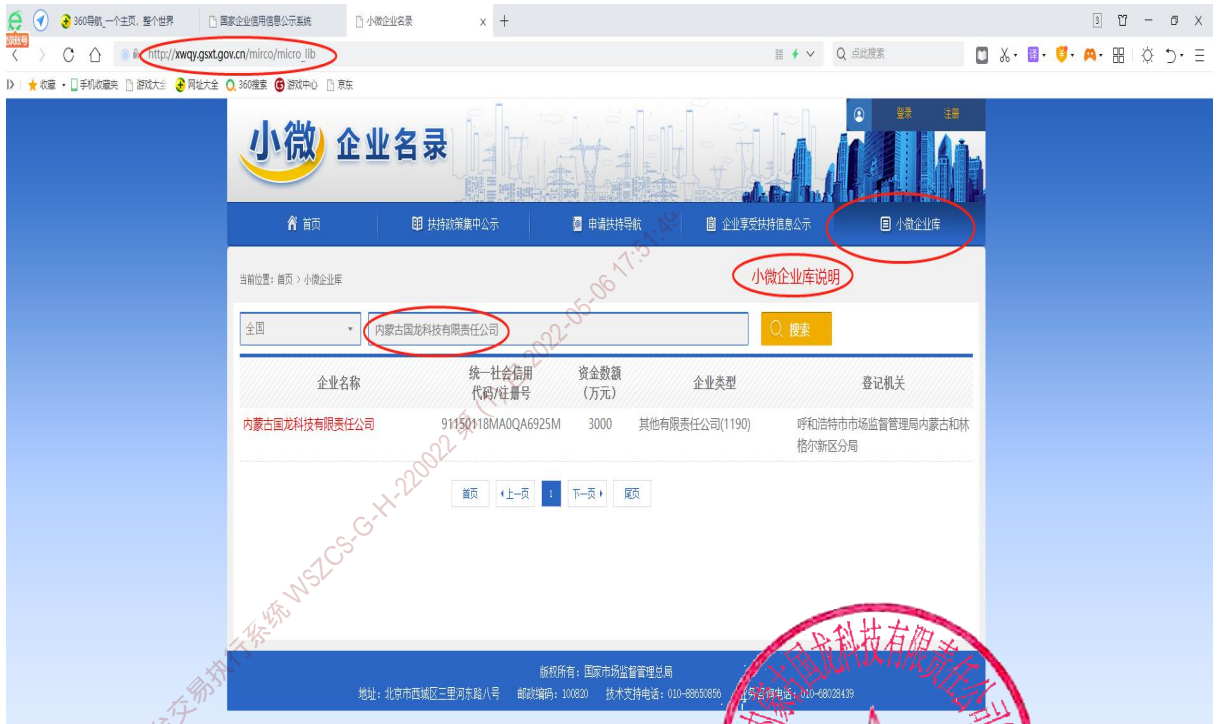 360导航_一个主页，整个世界
国家企业信用信息公示系统
小微企业名录
http://xwqy.gsxt.gov.cn/mirco/micro_lib
点此搜索
收藏
手机收藏夹
游戏大全
网址大全
360搜索
游戏中心
京东
登录
注册
小微企业名录
首页
扶持政策集中公示
申请扶持导航
企业享受扶持信息公示
小微企业库
当前位置：首页 > 小微企业库
小微企业库说明
全国
内蒙古国龙科技有限责任公司
搜索
企业名称
统一社会信用
代码/注册号
资金数额
（万元）
企业类型
登记机关
内蒙古国龙科技有限责任公司
91150118MA0QA6925M
3000
其他有限责任公司(1190)
呼和浩特市市场监督管理局内蒙古和林
格尔新区分局
首页
上一页
1
下一页
尾页
版权所有：国家市场监督管理总局
地址：北京市西城区三里河东路八号 邮政编码：100820 技术支持电话：010-88650856 业务咨询电话：010-68028439
交易执行系统 WSZCS-G-H-220022 第(1)包 2022-05-06 17:51:49
古国龙科技有限责任公司